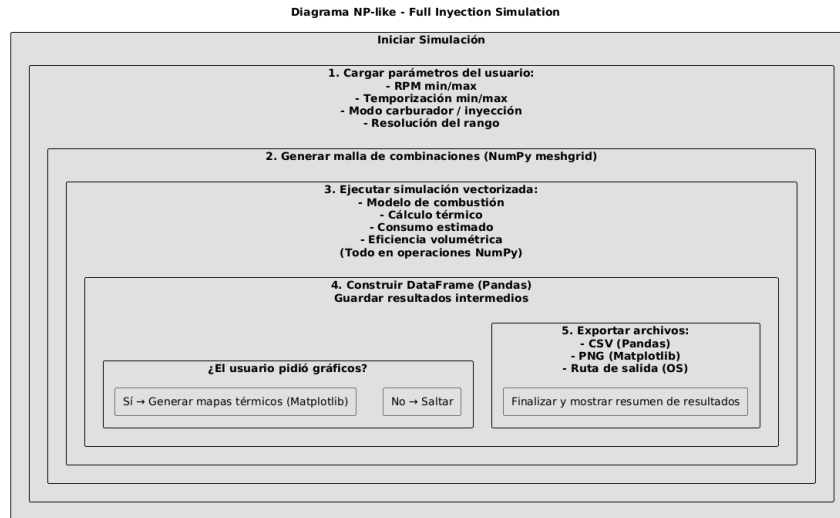 Diagrama NP-like - Full Inyection Simulation
Iniciar Simulación
1. Cargar parámetros del usuario:
- RPM min/max
- Temporización min/max
- Modo carburador / inyección
- Resolución del rango
2. Generar malla de combinaciones (NumPy meshgrid)
3. Ejecutar simulación vectorizada:
- Modelo de combustión
- Cálculo térmico
- Consumo estimado
- Eficiencia volumétrica
(Todo en operaciones NumPy)
4. Construir DataFrame (Pandas)
Guardar resultados intermedios
¿El usuario pidió gráficos?
Sí → Generar mapas térmicos (Matplotlib)
No → Saltar
5. Exportar archivos:
- CSV (Pandas)
- PNG (Matplotlib)
- Ruta de salida (OS)
Finalizar y mostrar resumen de resultados